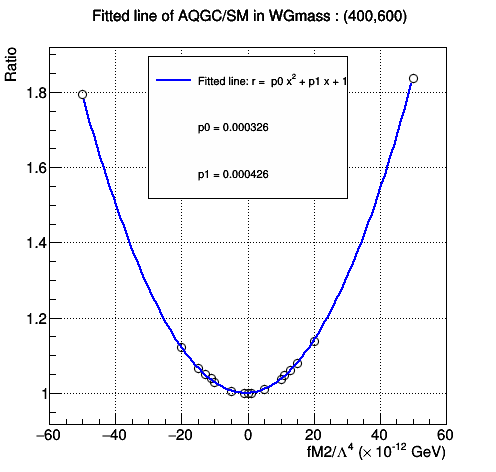 Fitted line of AQGC/SM in WGmass : (400,600)
Ratio
Fitted line: r = p0 x² + p1 x + 1
p0 = 0.000326
p1 = 0.000426
1.8
1.6
1.4
1.2
1
−60 −40 −20 0 20 40 60
fM2/Λ⁴ (× 10⁻¹² GeV)